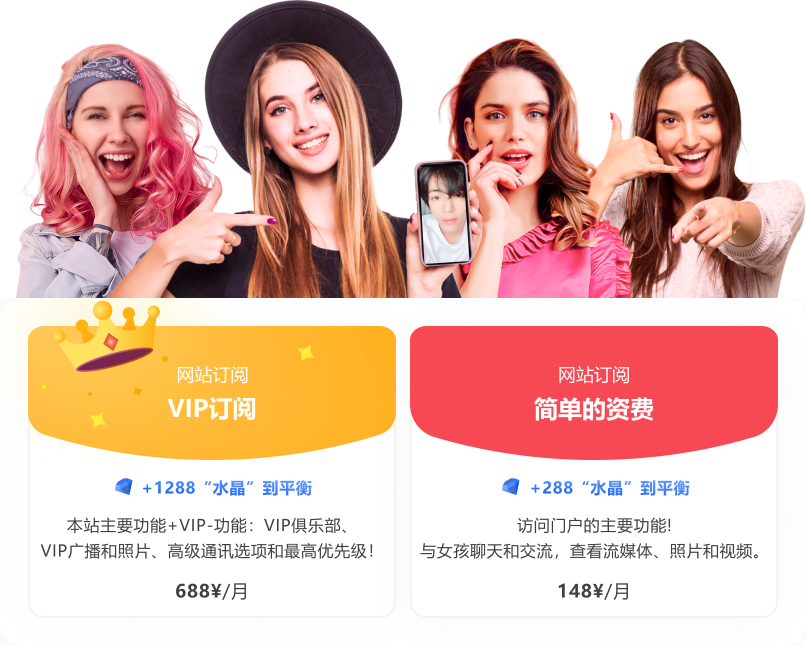 网站订阅
VIP订阅
+1288“水晶”到平衡
本站主要功能+VIP-功能：VIP俱乐部、
VIP广播和照片、高级通讯选项和最高优先级！
688¥/月
网站订阅
简单的资费
+288“水晶”到平衡
访问门户的主要功能!
与女孩聊天和交流，查看流媒体、照片和视频。
148¥/月